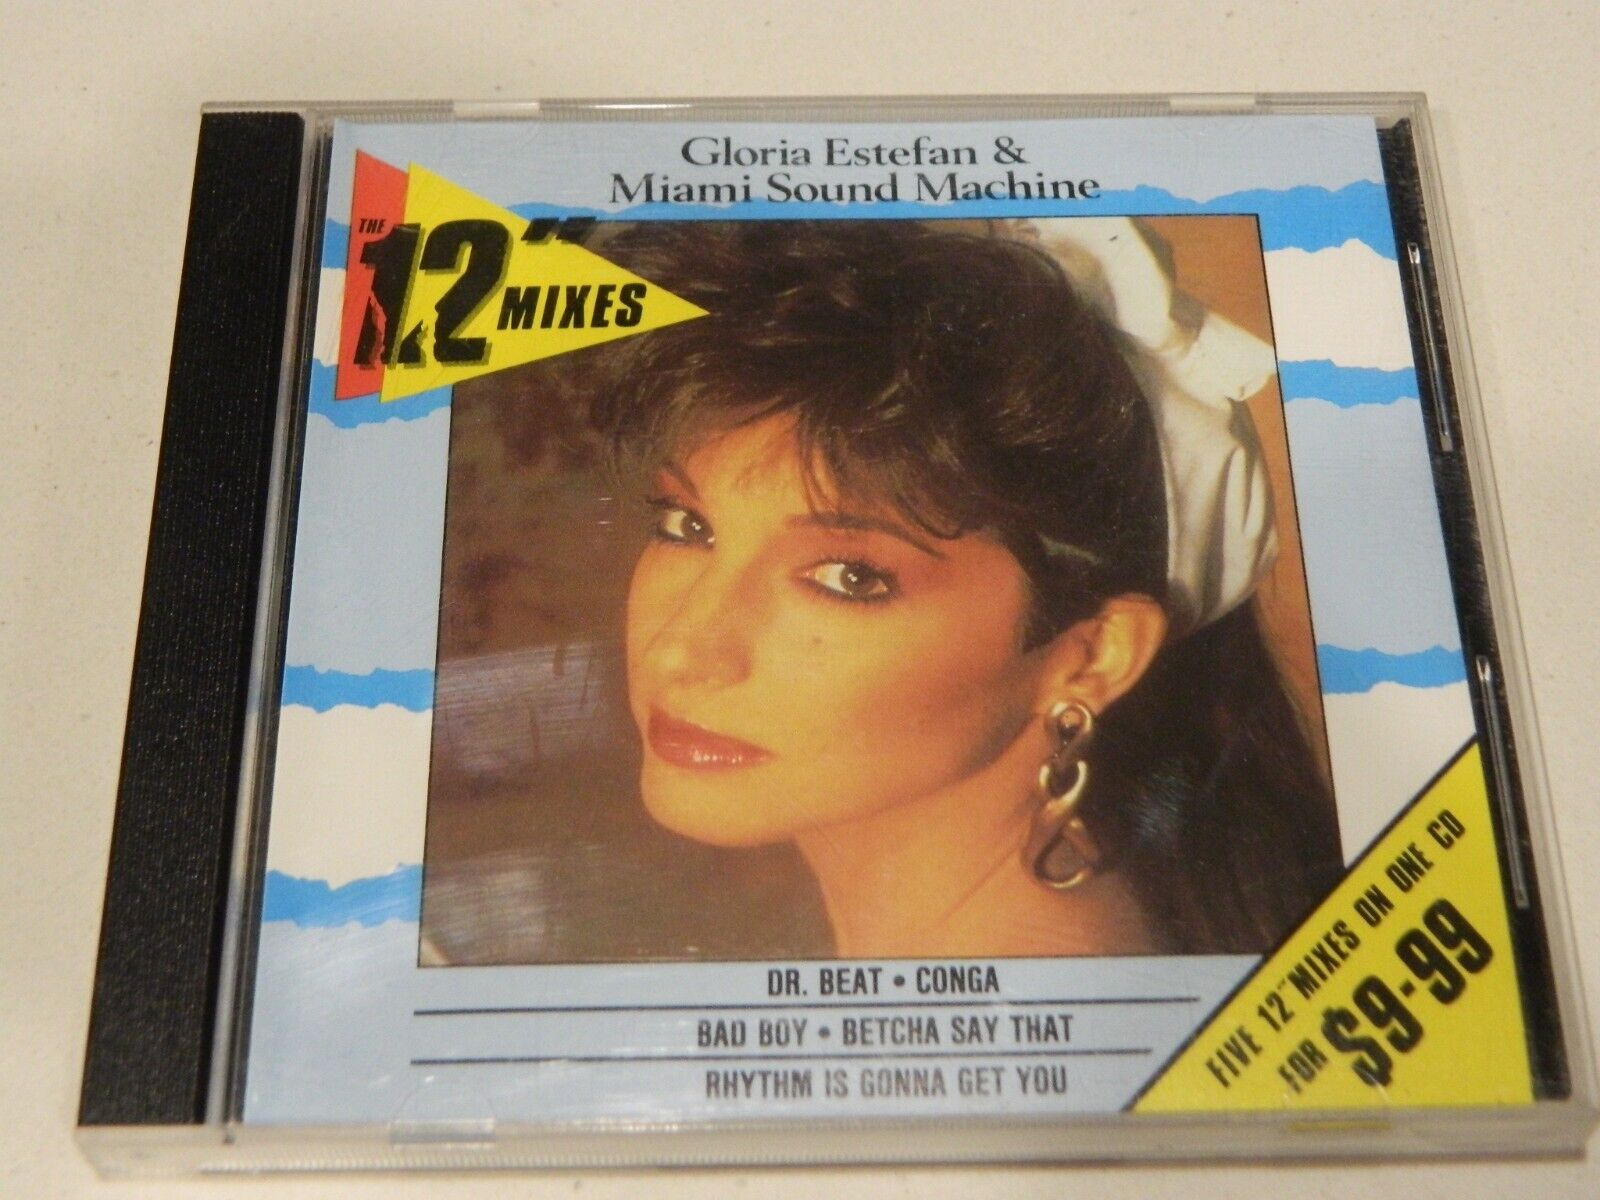 Gloria Estefan &
Miami Sound Machine
THE
12"
MIXES
DR. BEAT • CONGA
BAD BOY • BETCHA SAY THAT
RHYTHM IS GONNA GET YOU
FIVE 12" MIXES ON ONE CD
FOR $9-99